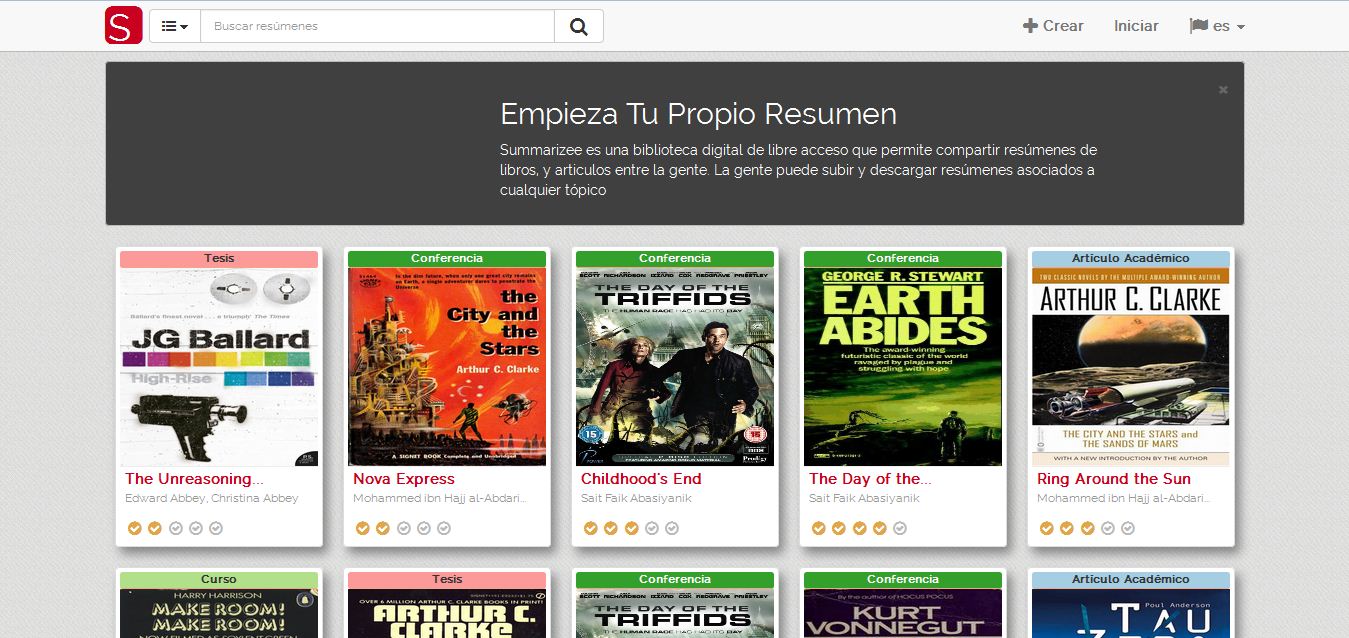 S
Buscar resúmenes
Crear
Iniciar
es
×
Empieza Tu Propio Resumen
Summarizee es una biblioteca digital de libre acceso que permite compartir resúmenes de
libros, y articulos entre la gente. La gente puede subir y descargar resúmenes asociados a
cualquier tópico
Tesis
Ballard's finest novel . . . a triumph' The Times
JG Ballard
High-Rise
The Unreasoning...
Edward Abbey, Christina Abbey
Conferencia
In the dim future, when only one great city remains
on Earth, a single adventurer dares to penetrate the
Universe
the
City and
the
Stars
Arthur C. Clarke
A SIGNET BOOK Complete and Unabridged
Nova Express
Mohammed ibn Hajj al-Abdari...
Conferencia
SCOTT RICHARDSON IZZARD COX REDGRAVE PRIESTLEY
THE DAY OF THE
TRIFFIDS
THE HUMAN RACE HAS HAD ITS DAY
15
15
BBC
Prodigy
Childhood's End
Sait Faik Abasiyanik
Conferencia
GEORGE R. STEWART
EARTH
ABIDES
The award-winning
futuristic classic of the world
ravaged by plague and
struggling with hope
The Day of the...
Sait Faik Abasiyanik
Artículo Académico
TWO CLASSIC NOVELS BY THE MULTIPLE AWARD-WINNING AUTHOR
ARTHUR C. CLARKE
THE CITY AND THE STARS and
THE SANDS OF MARS
WITH A NEW INTRODUCTION BY THE AUTHOR
Ring Around the Sun
Mohammed ibn Hajj al-Abdari...
Curso
HARRY HARRISON
MAKE ROOM!
MAKE ROOM!
NOW FILMED AS SOYLENT GREEN
Tesis
OVER 6 MILLION ARTHUR C. CLARKE BOOKS IN PRINT!
ARTHUR C.
CLARKE
Conferencia
SCOTT RICHARDSON IZZARD COX REDGRAVE PRIESTLEY
THE DAY OF THE
TRIFFIDS
Conferencia
By the author of HOCUS POCUS
KURT
VONNEGUT
Artículo Académico
Poul Anderson
TAU